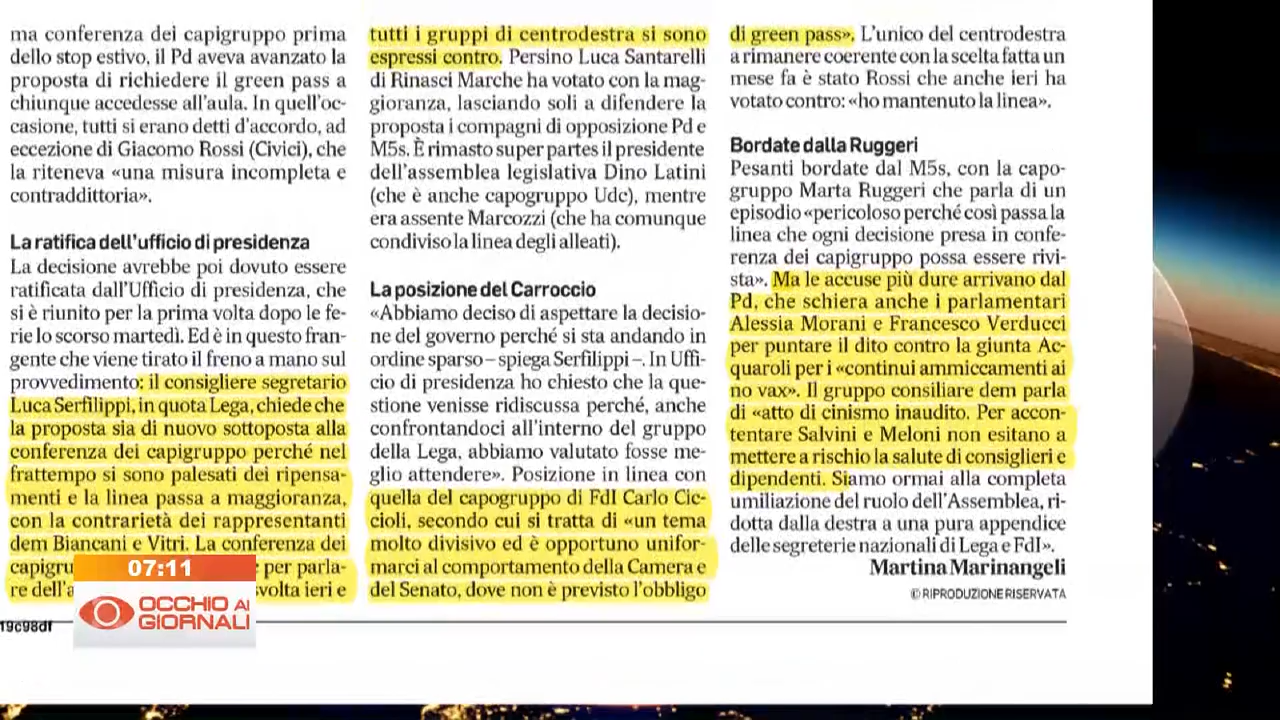 ma conferenza dei capigruppo prima
dello stop estivo, il Pd aveva avanzato la
proposta di richiedere il green pass a
chiunque accedesse all'aula. In quell'oc-
casione, tutti si erano detti d'accordo, ad
eccezione di Giacomo Rossi (Civici), che
la riteneva «una misura incompleta e
contraddittoria».
La ratifica dell'ufficio di presidenza
La decisione avrebbe poi dovuto essere
ratificata dall'Ufficio di presidenza, che
si è riunito per la prima volta dopo le fe-
rie lo scorso martedì. Ed è in questo fran-
gente che viene tirato il freno a mano sul
provvedimento: il consigliere segretario
Luca Serfilippi, in quota Lega, chiede che
la proposta sia di nuovo sottoposta alla
conferenza dei capigruppo perché nel
frattempo si sono palesati dei ripensa-
menti e la linea passa a maggioranza,
con la contrarietà dei rappresentanti
dem Biancani e Vitri. La conferenza dei
capigru per parla-
re dell'a svolta ieri e
tutti i gruppi di centrodestra si sono
espressi contro. Persino Luca Santarelli
di Rinasci Marche ha votato con la mag-
gioranza, lasciando soli a difendere la
proposta i compagni di opposizione Pd e
M5s. È rimasto super partes il presidente
dell'assemblea legislativa Dino Latini
(che è anche capogruppo Udc), mentre
era assente Marcozzi (che ha comunque
condiviso la linea degli alleati).
La posizione del Carroccio
«Abbiamo deciso di aspettare la decisio-
ne del governo perché si sta andando in
ordine sparso – spiega Serfilippi –. In Uffi-
cio di presidenza ho chiesto che la que-
stione venisse ridiscussa perché, anche
confrontandoci all'interno del gruppo
della Lega, abbiamo valutato fosse me-
glio attendere». Posizione in linea con
quella del capogruppo di FdI Carlo Cic-
cioli, secondo cui si tratta di «un tema
molto divisivo ed è opportuno unifor-
marci al comportamento della Camera e
del Senato, dove non è previsto l'obbligo
di green pass». L'unico del centrodestra
a rimanere coerente con la scelta fatta un
mese fa è stato Rossi che anche ieri ha
votato contro: «ho mantenuto la linea».
Bordate dalla Ruggeri
Pesanti bordate dal M5s, con la capo-
gruppo Marta Ruggeri che parla di un
episodio «pericoloso perché così passa la
linea che ogni decisione presa in confe-
renza dei capigruppo possa essere rivi-
sta». Ma le accuse più dure arrivano dal
Pd, che schiera anche i parlamentari
Alessia Morani e Francesco Verducci
per puntare il dito contro la giunta Ac-
quaroli per i «continui ammiccamenti ai
no vax». Il gruppo consiliare dem parla
di «atto di cinismo inaudito. Per accon-
tentare Salvini e Meloni non esitano a
mettere a rischio la salute di consiglieri e
dipendenti. Siamo ormai alla completa
umiliazione del ruolo dell'Assemblea, ri-
dotta dalla destra a una pura appendice
delle segreterie nazionali di Lega e FdI».
Martina Marinangeli
© RIPRODUZIONE RISERVATA
07:11
OCCHIO AI
GIORNALI
19c98df